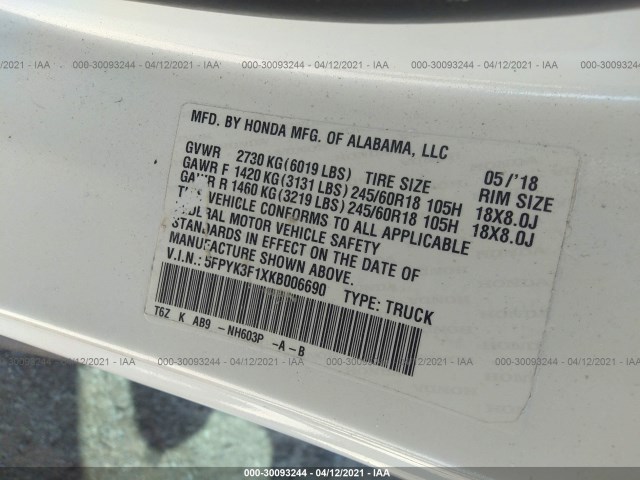 MFD. BY HONDA MFG. OF ALABAMA, LLC
GVWR 2730 KG (6019 LBS) TIRE SIZE 05/'18 RIM SIZE
GAWR F 1420 KG (3131 LBS) 245/60R18 105H 18X8.0J
GAWR R 1460 KG (3219 LBS) 245/60R18 105H 18X8.0J
VEHICLE CONFORMS TO ALL APPLICABLE
MOTOR VEHICLE SAFETY
STANDARDS IN EFFECT ON THE DATE OF
MANUFACTURE SHOWN ABOVE.
V.I.N.: 5FPYK3F1XKB006690 TYPE: TRUCK
T6Z K AB9 -NH603P -A-B
000-30093244 - 04/12/2021 - IAA